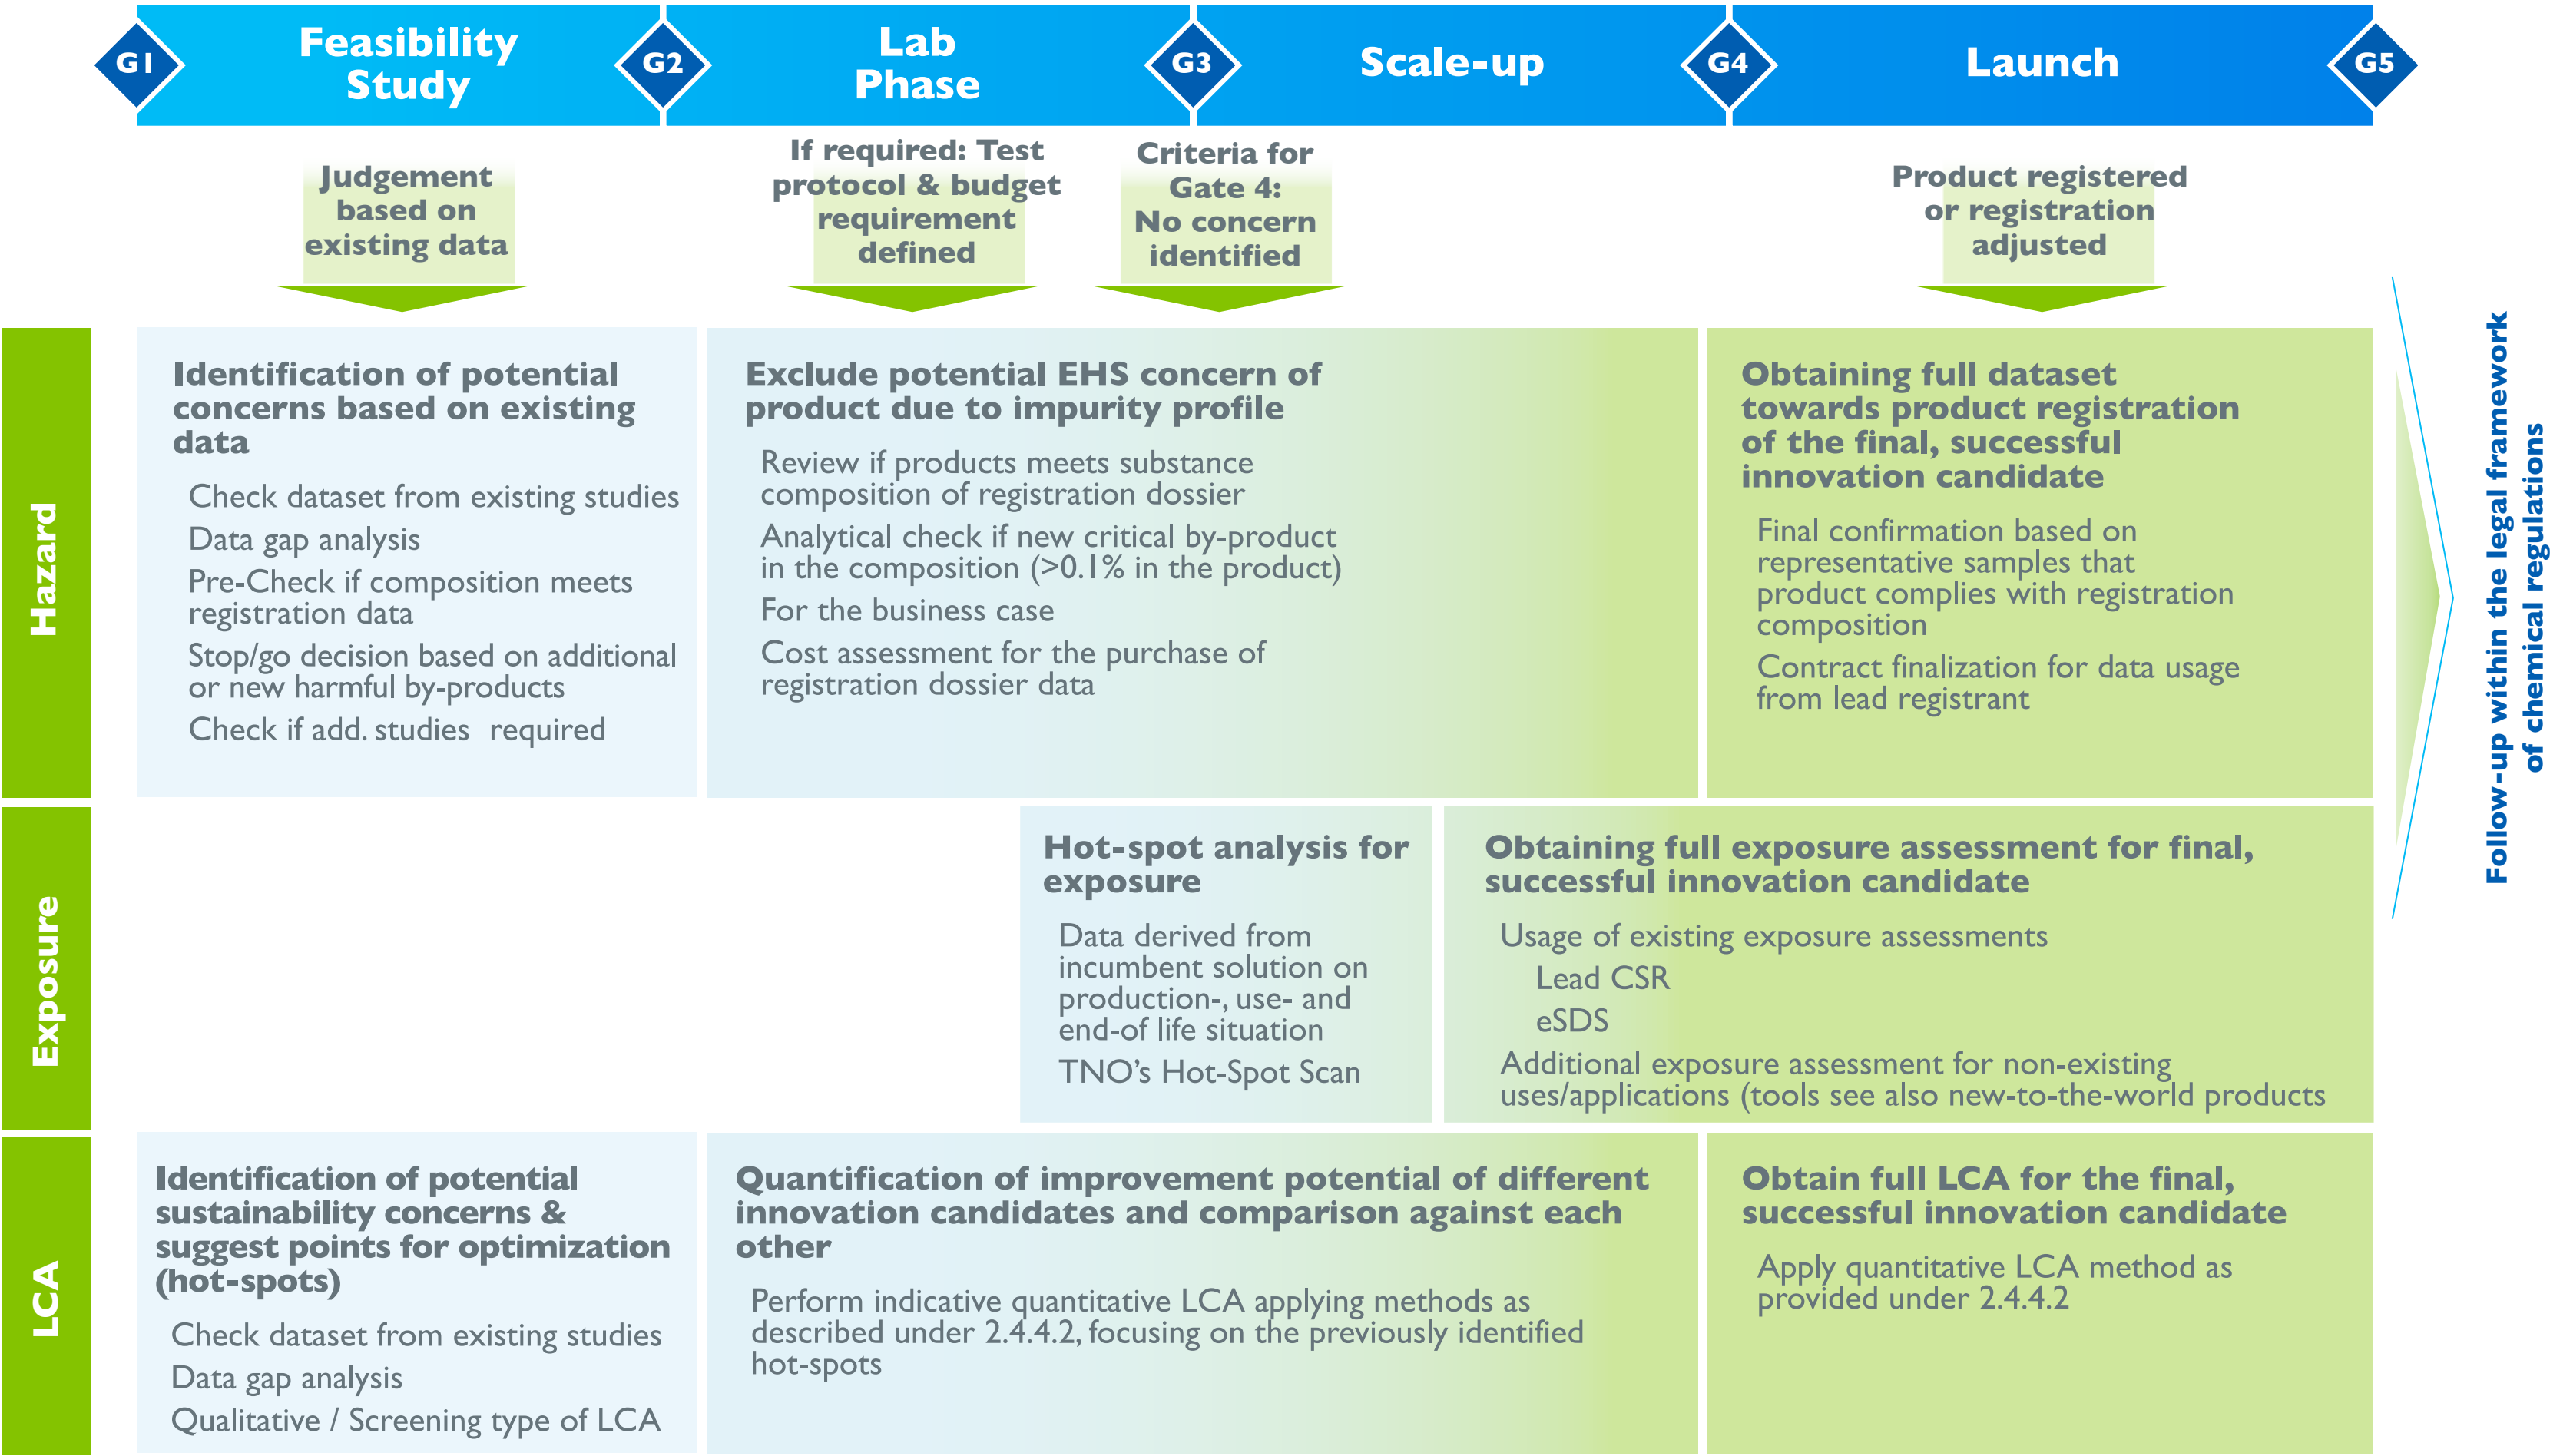 G1
Feasibility
Study
G2
Lab
Phase
G3
Scale-up
G4
Launch
G5
Judgement
based on
existing data
If required: Test
protocol & budget
requirement
defined
Criteria for
Gate 4:
No concern
identified
Product registered
or registration
adjusted
Hazard
Identification of potential
concerns based on existing
data
Check dataset from existing studies
Data gap analysis
Pre-Check if composition meets
registration data
Stop/go decision based on additional
or new harmful by-products
Check if add. studies required
Exclude potential EHS concern of
product due to impurity profile
Review if products meets substance
composition of registration dossier
Analytical check if new critical by-product
in the composition (>0.1% in the product)
For the business case
Cost assessment for the purchase of
registration dossier data
Obtaining full dataset
towards product registration
of the final, successful
innovation candidate
Final confirmation based on
representative samples that
product complies with registration
composition
Contract finalization for data usage
from lead registrant
Exposure
Hot-spot analysis for
exposure
Data derived from
incumbent solution on
production-, use- and
end-of life situation
TNO's Hot-Spot Scan
Obtaining full exposure assessment for final,
successful innovation candidate
Usage of existing exposure assessments
Lead CSR
eSDS
Additional exposure assessment for non-existing
uses/applications (tools see also new-to-the-world products
LCA
Identification of potential
sustainability concerns &
suggest points for optimization
(hot-spots)
Check dataset from existing studies
Data gap analysis
Qualitative / Screening type of LCA
Quantification of improvement potential of different
innovation candidates and comparison against each
other
Perform indicative quantitative LCA applying methods as
described under 2.4.4.2, focusing on the previously identified
hot-spots
Obtain full LCA for the final,
successful innovation candidate
Apply quantitative LCA method as
provided under 2.4.4.2
Follow-up within the legal framework
of chemical regulations